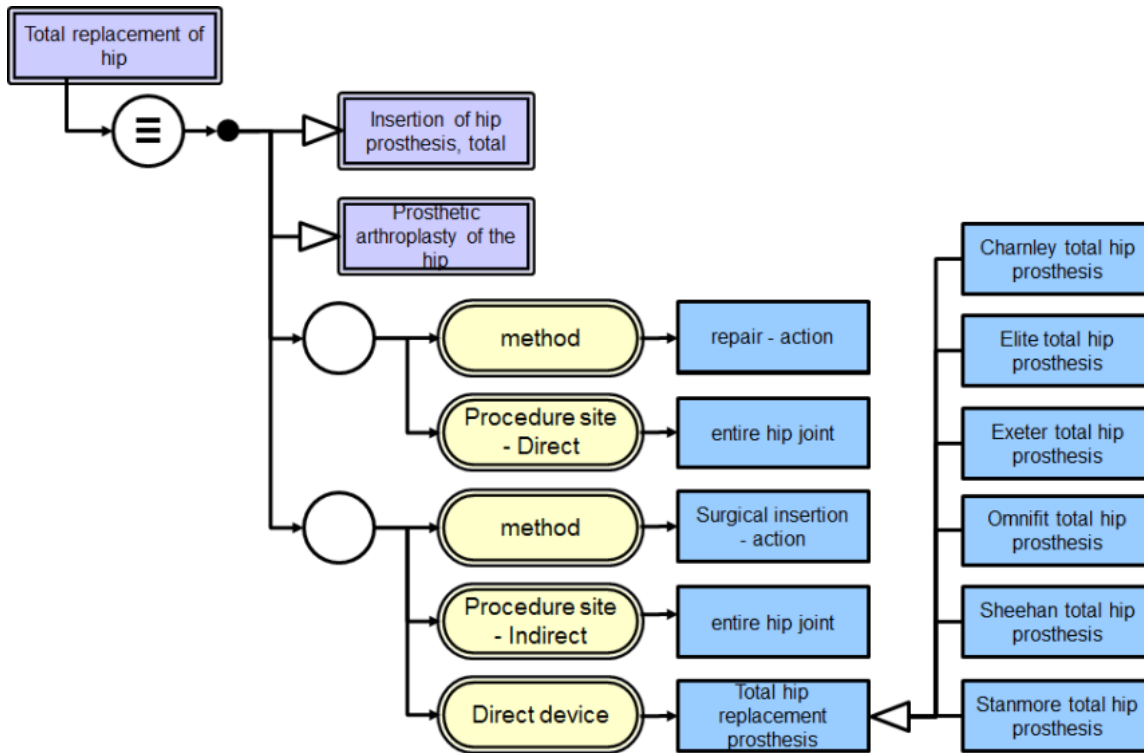 Total replacement of
hip
Insertion of hip
prosthesis, total
Prosthetic
arthroplasty of the
hip
method
repair - action
Procedure site
- Direct
entire hip joint
method
Surgical insertion
- action
Procedure site
- Indirect
entire hip joint
Direct device
Total hip
replacement
prosthesis
Charnley total hip
prosthesis
Elite total hip
prosthesis
Exeter total hip
prosthesis
Omnifit total hip
prosthesis
Sheehan total hip
prosthesis
Stanmore total hip
prosthesis